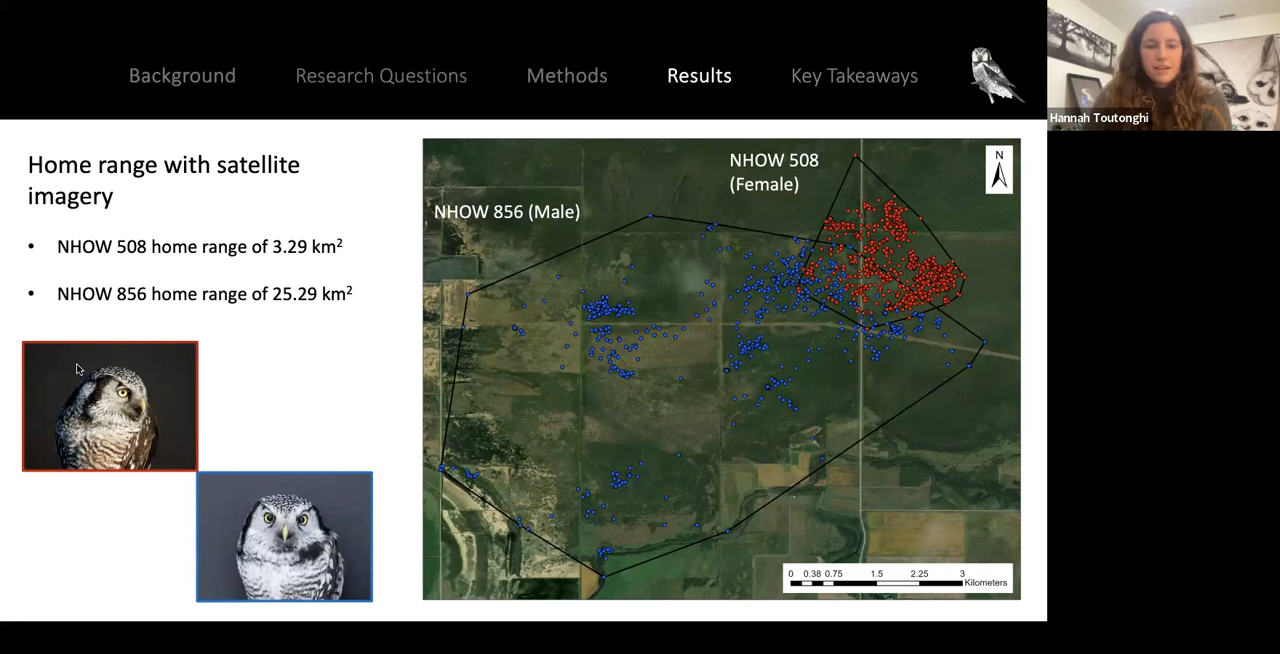 Background Research Questions Methods Results Key Takeaways
Hannah Toutonghi
Home range with satellite
imagery
• NHOW 508 home range of 3.29 km²
• NHOW 856 home range of 25.29 km²
NHOW 508
(Female)
N
NHOW 856 (Male)
0 0.38 0.75 1.5 2.25 3
Kilometers